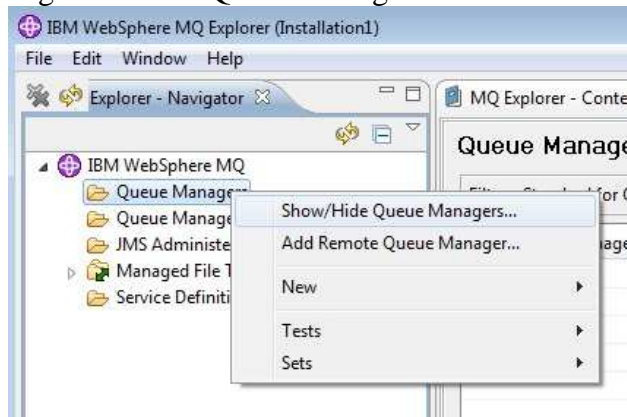 IBM WebSphere MQ Explorer (Installation1)
File Edit Window Help
Explorer - Navigator
MQ Explorer - Conte
Queue Manage
IBM WebSphere MQ
Queue Managers
Queue Manage
JMS Administe
Managed File T
Service Definiti
Show/Hide Queue Managers...
Add Remote Queue Manager...
New
Tests
Sets